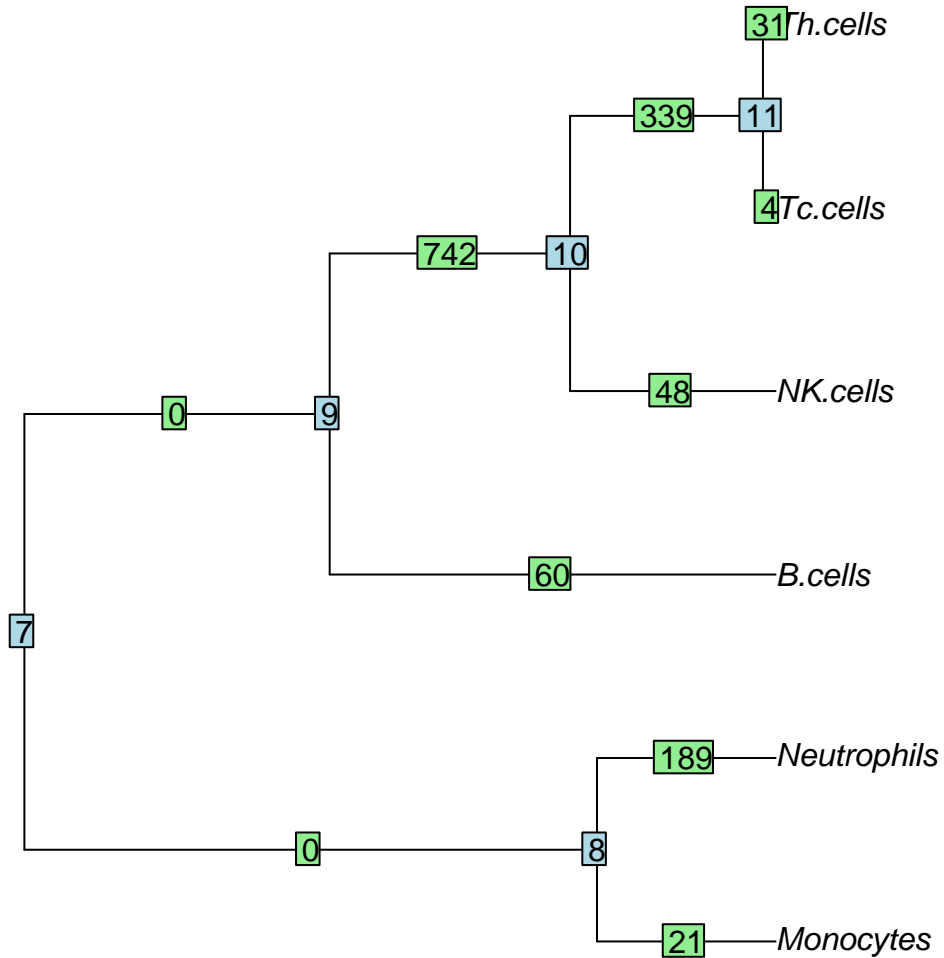 31 Th.cells
339 11
4 Tc.cells
742 10
48 NK.cells
0 9
60 B.cells
7
189 Neutrophils
0 8
21 Monocytes